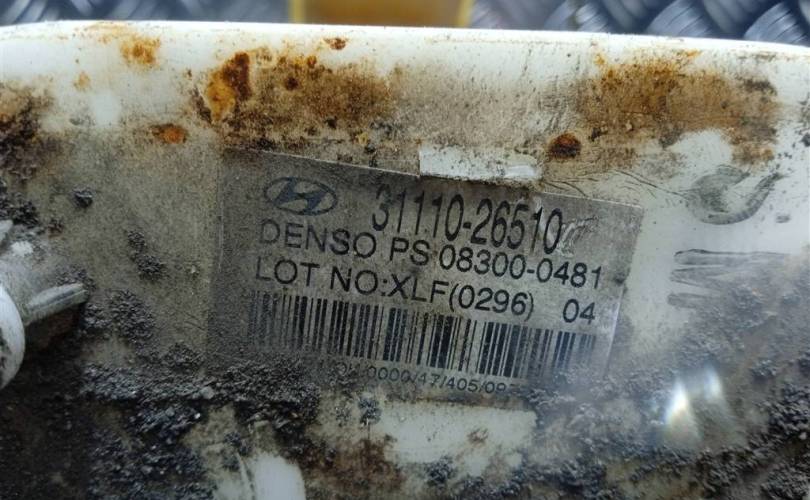 31110-26510
DENSO PS 08300-0481
LOT NO:XLF(0296) 04